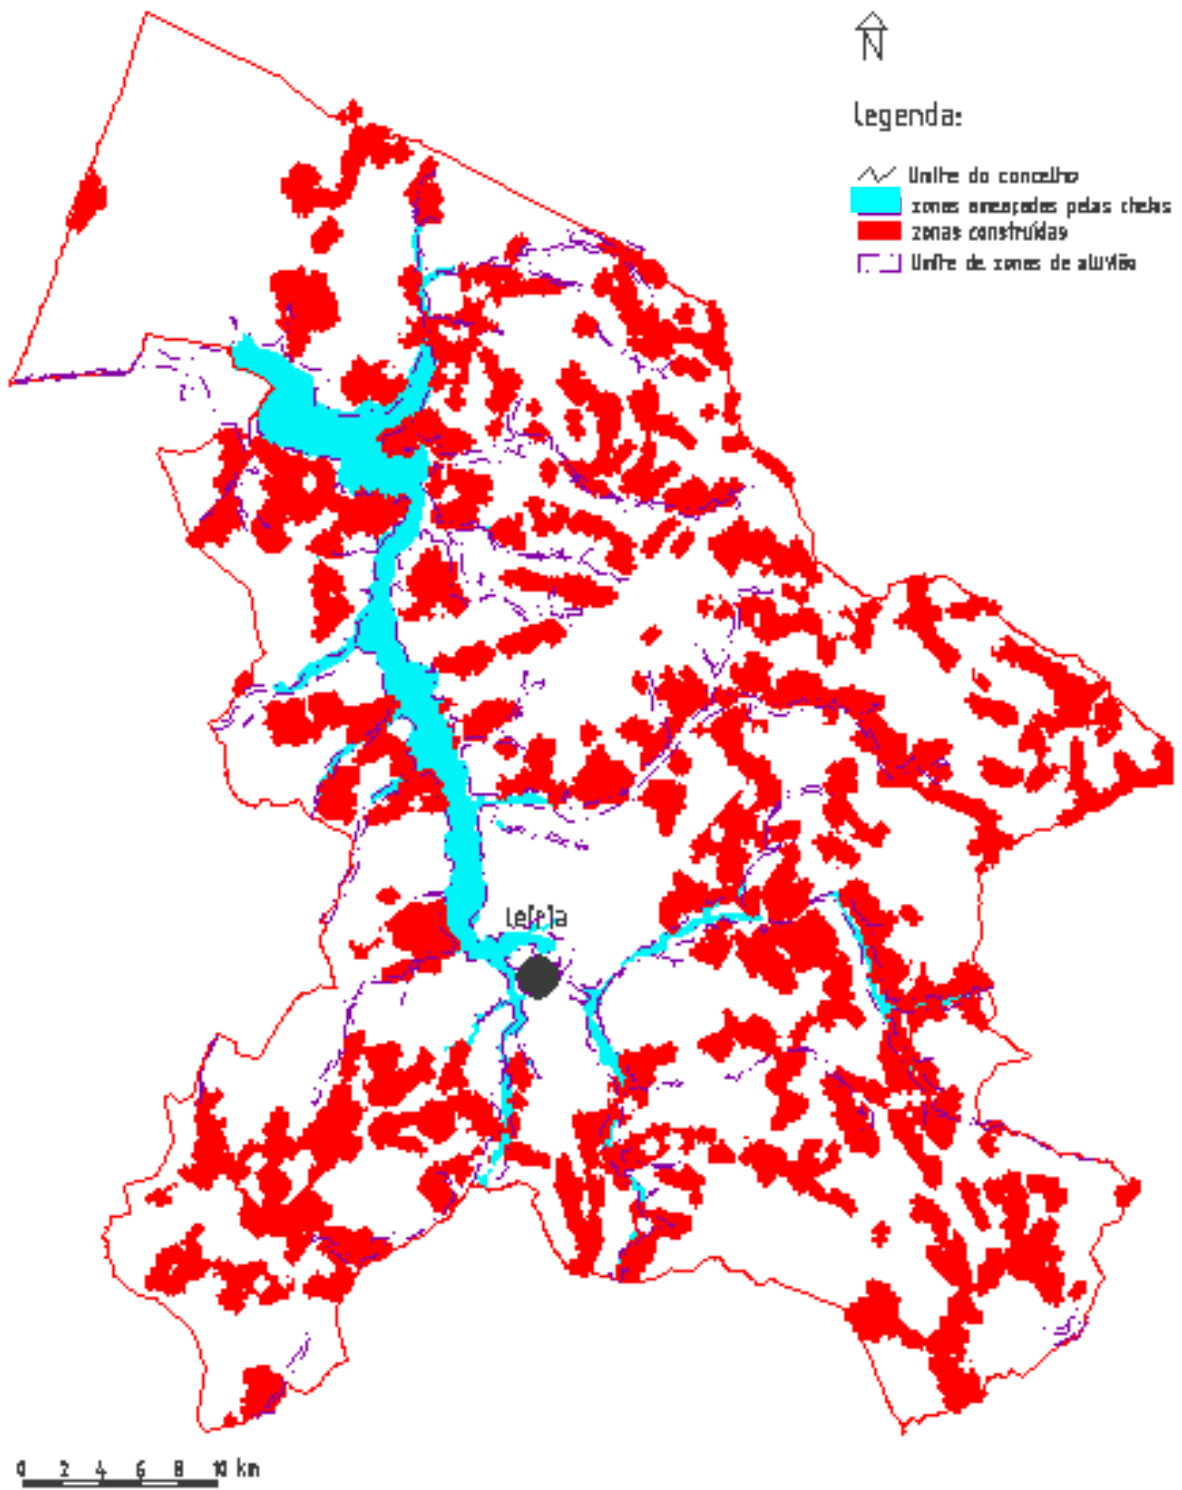 N
legenda:
limite do concelho
zonas ameaçadas pelas cheias
zonas construídas
limite de zonas de aluvião
0 2 4 6 8 10 km